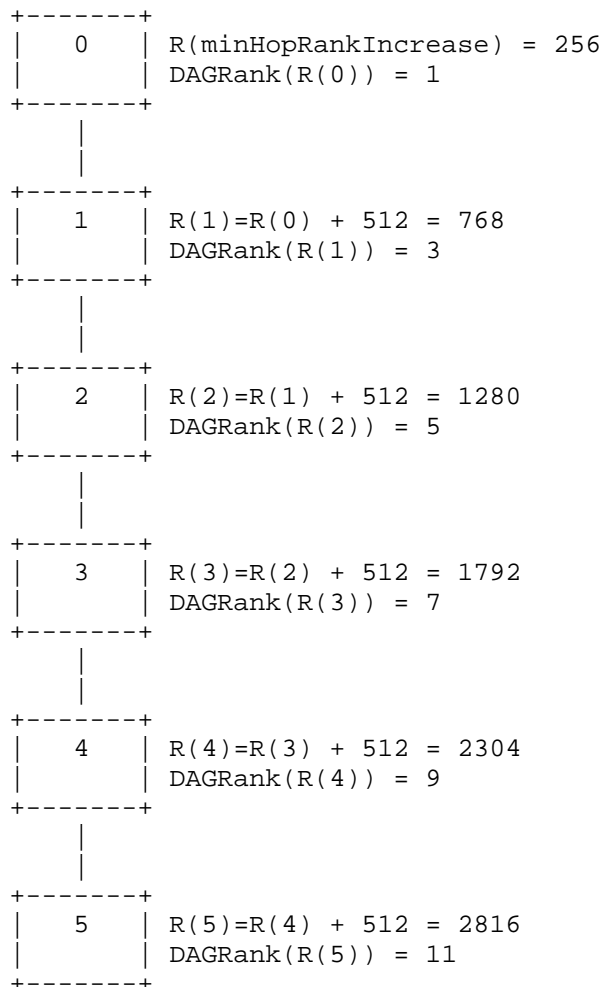 0 R(minHopRankIncrease) = 256
DAGRank(R(0)) = 1
1 R(1)=R(0) + 512 = 768
DAGRank(R(1)) = 3
2 R(2)=R(1) + 512 = 1280
DAGRank(R(2)) = 5
3 R(3)=R(2) + 512 = 1792
DAGRank(R(3)) = 7
4 R(4)=R(3) + 512 = 2304
DAGRank(R(4)) = 9
5 R(5)=R(4) + 512 = 2816
DAGRank(R(5)) = 11